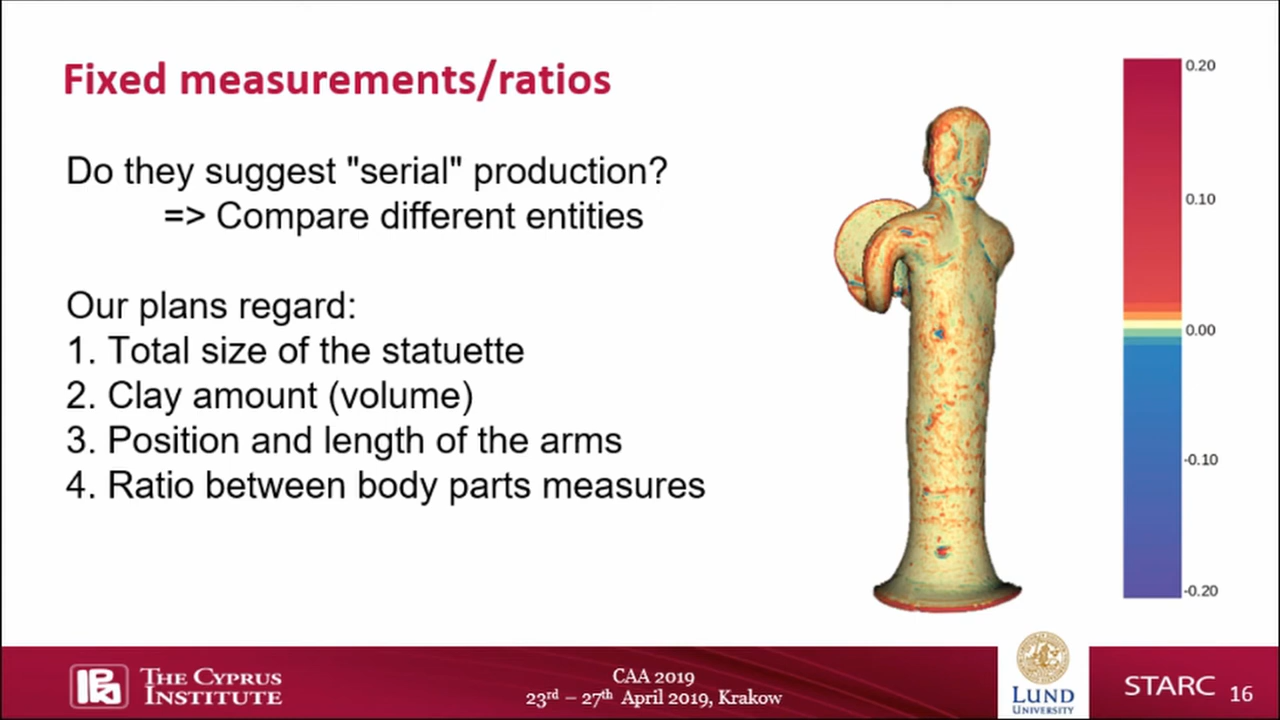 Fixed measurements/ratios
Do they suggest "serial" production?
=> Compare different entities
Our plans regard:
1. Total size of the statuette
2. Clay amount (volume)
3. Position and length of the arms
4. Ratio between body parts measures
0.20
0.10
0.00
-0.10
-0.20
THE CYPRUS
INSTITUTE
CAA 2019
23rd – 27th April 2019, Krakow
LUND
UNIVERSITY
STARC 16